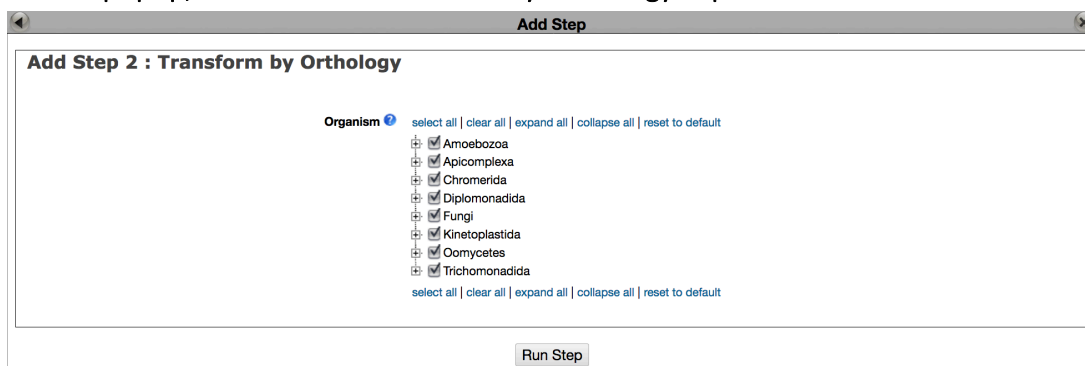 Add Step
Add Step 2 : Transform by Orthology
Organism ? select all | clear all | expand all | collapse all | reset to default
Amoebozoa
Apicomplexa
Chromerida
Diplomonadida
Fungi
Kinetoplastida
Oomycetes
Trichomonadida
select all | clear all | expand all | collapse all | reset to default
Run Step